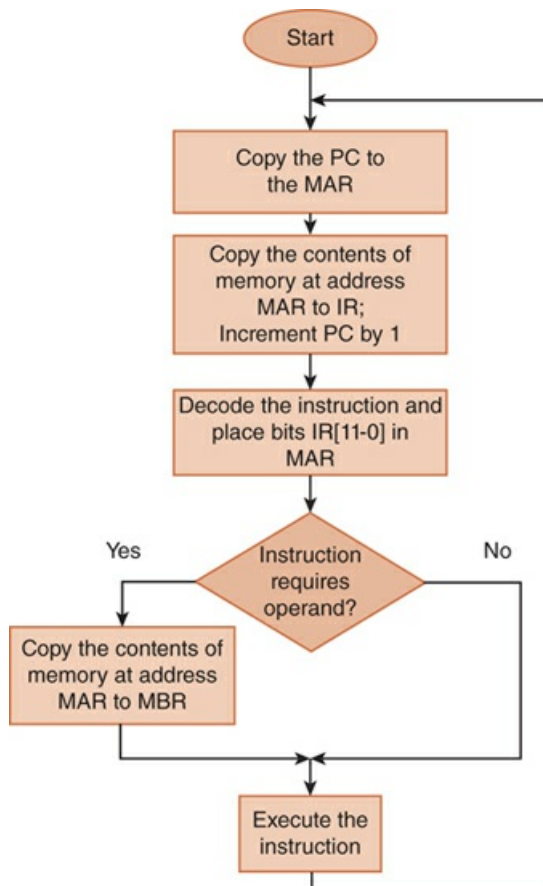 Start
Copy the PC to
the MAR
Copy the contents of
memory at address
MAR to IR;
Increment PC by 1
Decode the instruction and
place bits IR[11-0] in
MAR
Yes
Instruction
requires
operand?
No
Copy the contents of
memory at address
MAR to MBR
Execute the
instruction